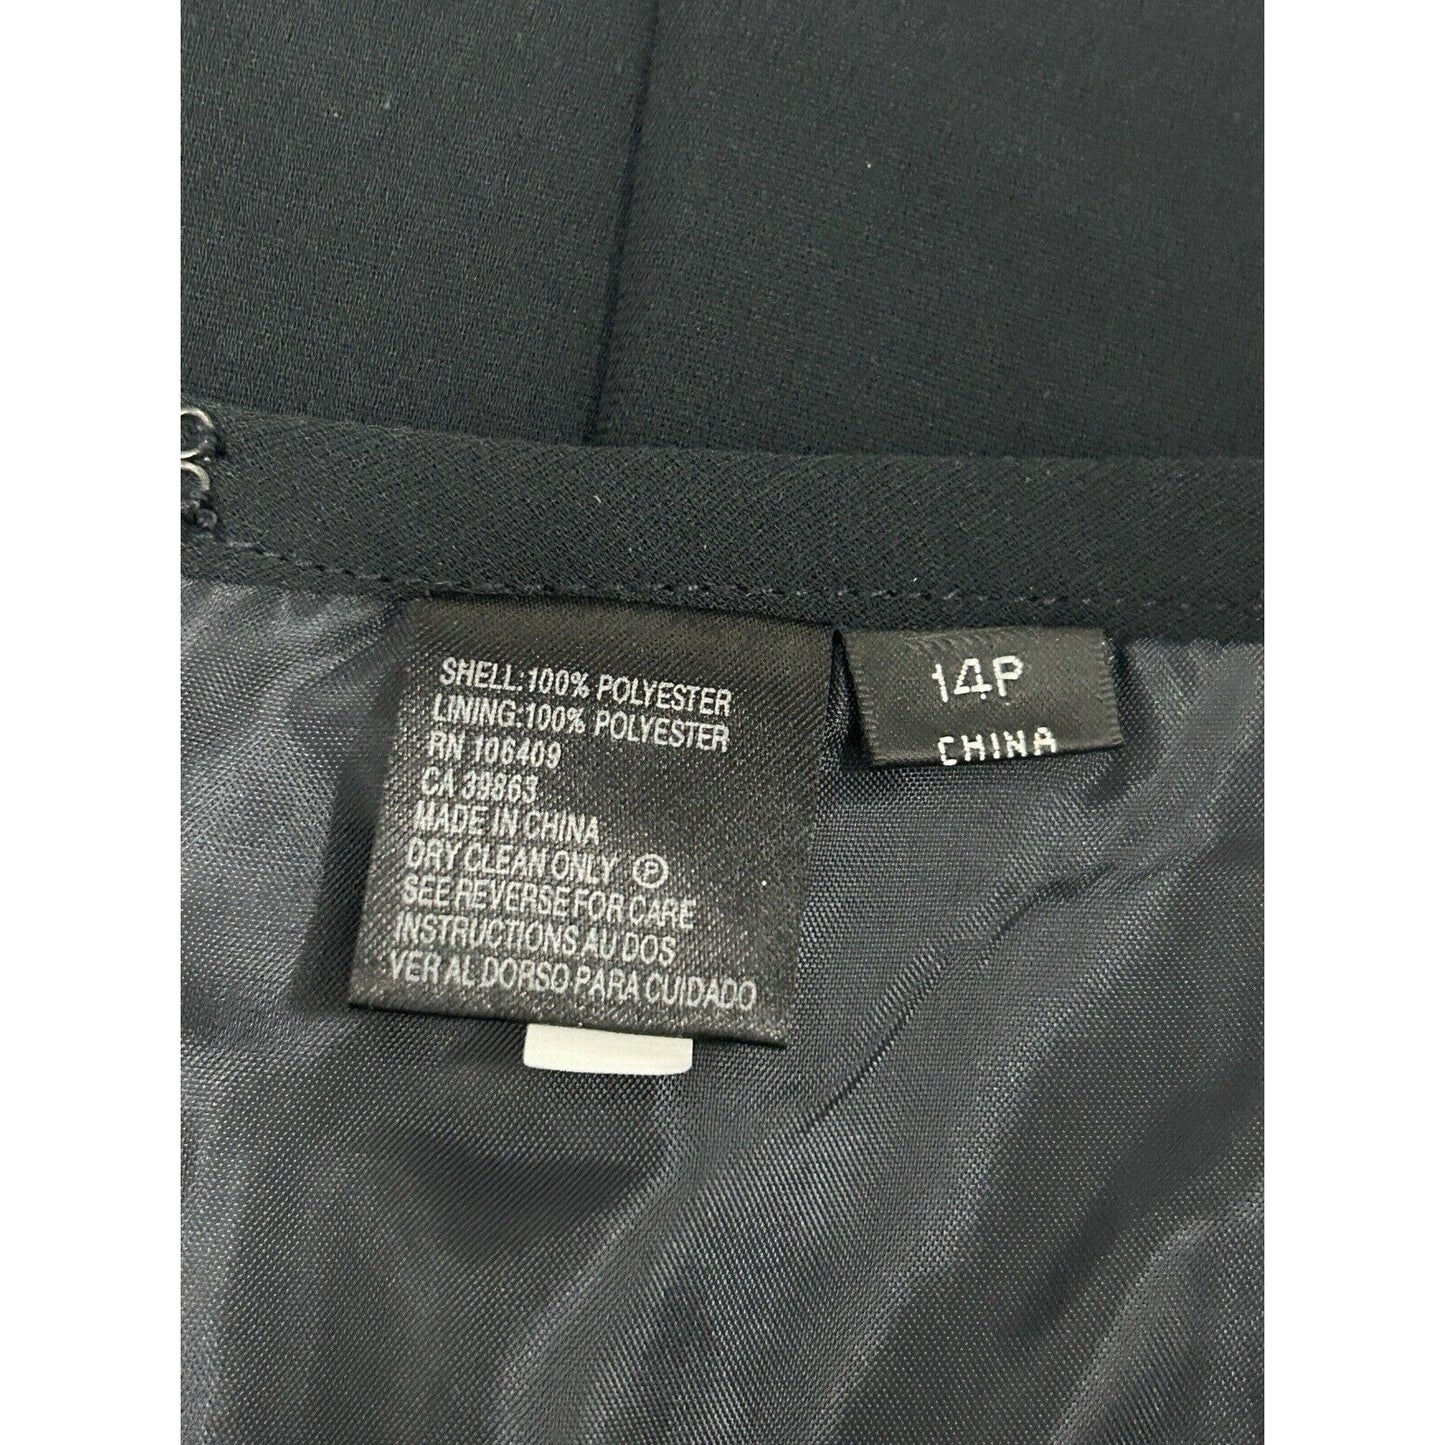 SHELL:100% POLYESTER
LINING:100% POLYESTER
RN 106409
CA 39863
MADE IN CHINA
DRY CLEAN ONLY Ⓟ
SEE REVERSE FOR CARE
INSTRUCTIONS AU DOS
VER AL DORSO PARA CUIDADO
14P
CHINA